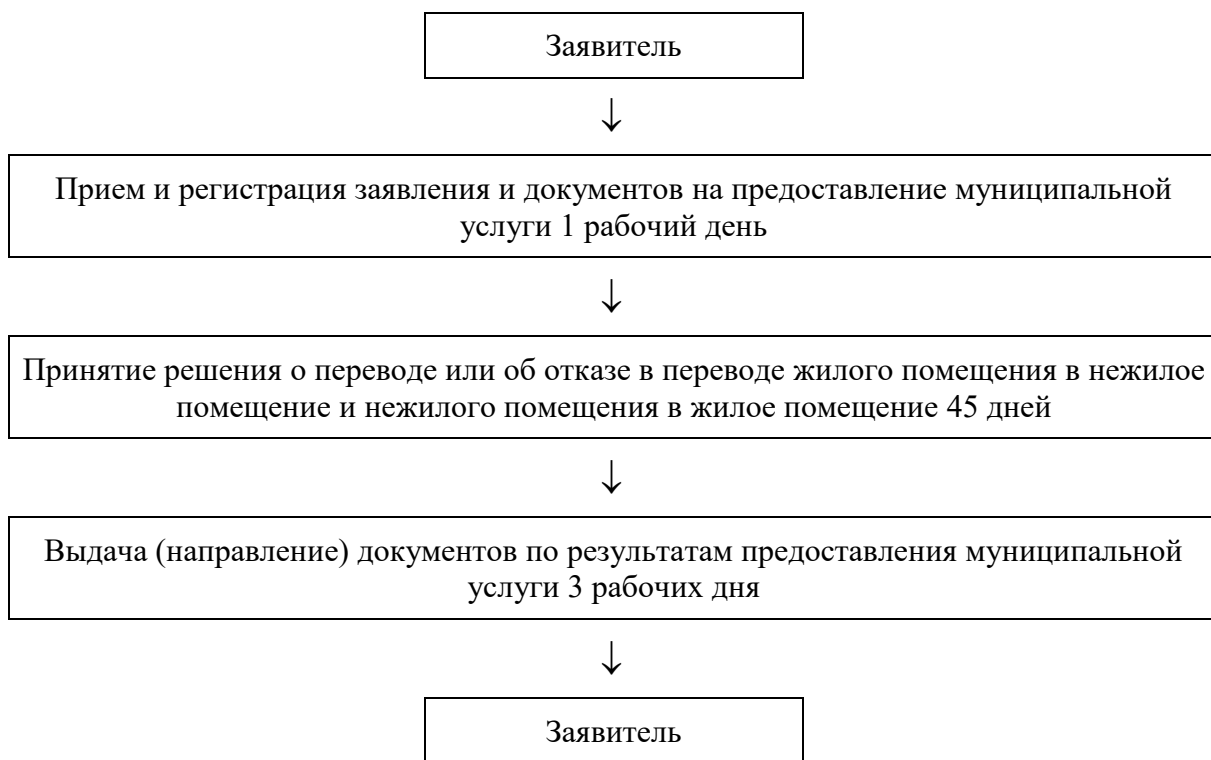 Заявитель
↓
Прием и регистрация заявления и документов на предоставление муниципальной
услуги 1 рабочий день
↓
Принятие решения о переводе или об отказе в переводе жилого помещения в нежилое
помещение и нежилого помещения в жилое помещение 45 дней
↓
Выдача (направление) документов по результатам предоставления муниципальной
услуги 3 рабочих дня
↓
Заявитель